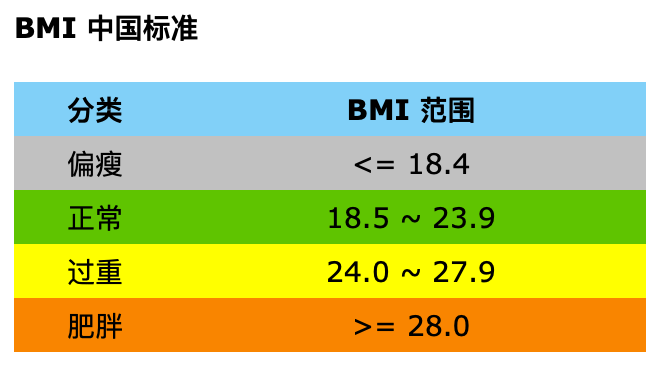 BMI 中国标准
分类 BMI 范围
偏瘦 <= 18.4
正常 18.5 ~ 23.9
过重 24.0 ~ 27.9
肥胖 >= 28.0